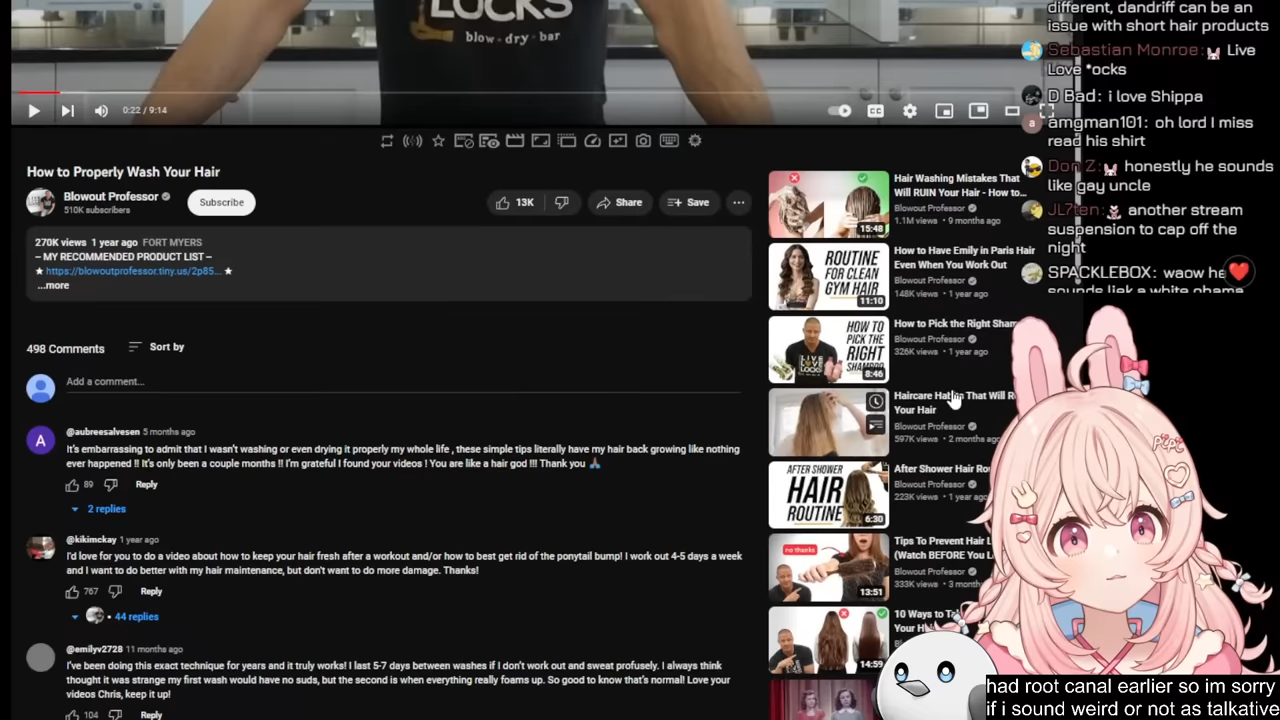 LOCKS
blow-dry-bar
0:22 / 9:14
CC
How to Properly Wash Your Hair
Blowout Professor
510K subscribers
Subscribe
13K
Share
Save
270K views 1 year ago FORT MYERS
– MY RECOMMENDED PRODUCT LIST –
★ https://blowoutprofessor.tiny.us/2p85... ★
...more
498 Comments
Sort by
Add a comment...
A
@aubreesalvesen 5 months ago
It's embarrassing to admit that I wasn't washing or even drying it properly my whole life , these simple tips literally have my hair back growing like nothing
ever happened !! It's only been a couple months !! I'm grateful I found your videos ! You are like a hair god !!! Thank you 🙏🏽
89
Reply
2 replies
@kikimckay 1 year ago
I'd love for you to do a video about how to keep your hair fresh after a workout and/or how to best get rid of the ponytail bump! I work out 4-5 days a week
and I want to do better with my hair maintenance, but don't want to do more damage. Thanks!
767
Reply
44 replies
@emilyv2728 11 months ago
I've been doing this exact technique for years and it truly works! I last 5-7 days between washes if I don't work out and sweat profusely. I always think
thought it was strange my first wash would have no suds, but the second is when everything really foams up. So good to know that's normal! Love your
videos Chris, keep it up!
104
Reply
15:48
Hair Washing Mistakes That
Will RUIN Your Hair - How to...
Blowout Professor
1.1M views • 9 months ago
ROUTINE
FOR CLEAN
GYM HAIR
11:10
How to Have Emily in Paris Hair
Even When You Work Out
Blowout Professor
148K views • 1 year ago
HOW TO
PICK THE
RIGHT
SHAMPOO
LIVE
LOVE
LOCKS
8:46
How to Pick the Right Sham
Blowout Professor
326K views • 1 year ago
Haircare Habits That Will R
Your Hair
Blowout Professor
597K views • 2 months ago
AFTER SHOWER
HAIR
ROUTINE
6:30
After Shower Hair Rou
Blowout Professor
223K views • 1 year ago
no thanks
13:51
Tips To Prevent Hair L
(Watch BEFORE You L
Blowout Professor
333K views • 3 month
14:59
10 Ways to
Your H
Blowout
different, dandriff can be an
issue with short hair products
Sebastian Monroe: Live
Love *ocks
D Bad: i love Shippa
amgman101: oh lord I miss
read his shirt
Don Z: honestly he sounds
like gay uncle
JL7ten: another stream
suspension to cap off the
night
SPACKLEBOX: waow he
sounds liek a white obama
Pipi
had root canal earlier so im sorry
if i sound weird or not as talkative